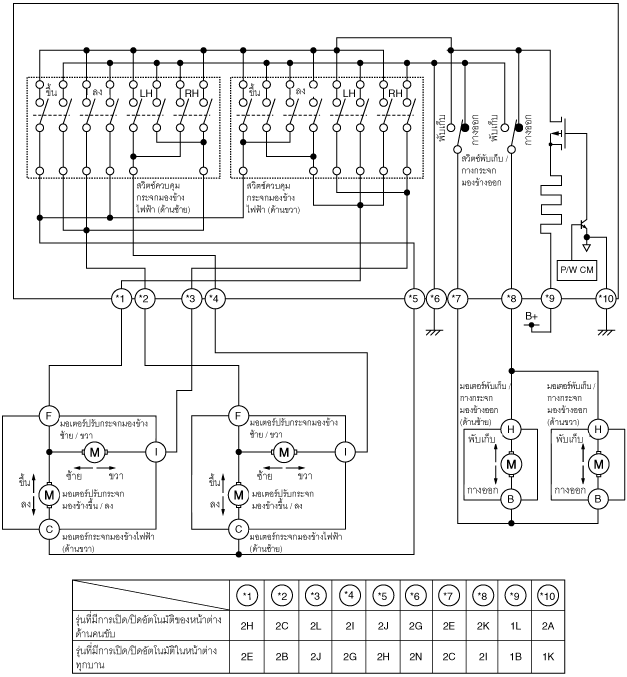 ขึ้น
ลง
LH
RH
ขึ้น
ลง
LH
RH
พับเก็บ
กางออก
พับเก็บ
กางออก
สวิตช์ควบคุม
กระจกมองข้าง
ไฟฟ้า (ด้านซ้าย)
สวิตช์ควบคุม
กระจกมองข้าง
ไฟฟ้า (ด้านขวา)
สวิตช์พับเก็บ /
กางกระจก
มองข้างออก
P/W CM
*1
*2
*3
*4
*5
*6
*7
*8
*9
*10
B+
F
มอเตอร์ปรับกระจกมองข้าง
ซ้าย / ขวา
M
I
ซ้าย
ขวา
ขึ้น
ลง
M
มอเตอร์ปรับกระจก
มองข้างขึ้น / ลง
C
มอเตอร์กระจกมองข้างไฟฟ้า
(ด้านขวา)
F
มอเตอร์ปรับกระจกมองข้าง
ซ้าย / ขวา
M
I
ซ้าย
ขวา
ขึ้น
ลง
M
มอเตอร์ปรับกระจก
มองข้างขึ้น / ลง
C
มอเตอร์กระจกมองข้างไฟฟ้า
(ด้านซ้าย)
มอเตอร์พับเก็บ /
กางกระจก
มองข้างออก
(ด้านซ้าย)
H
พับเก็บ
M
กางออก
B
มอเตอร์พับเก็บ /
กางกระจก
มองข้างออก
(ด้านขวา)
H
พับเก็บ
M
กางออก
B
*1 *2 *3 *4 *5 *6 *7 *8 *9 *10
รุ่นที่มีการเปิด/ปิดอัตโนมัติของหน้าต่าง
ด้านคนขับ
2H 2C 2L 2I 2J 2G 2E 2K 1L 2A
รุ่นที่มีการเปิด/ปิดอัตโนมัติในหน้าต่าง
ทุกบาน
2E 2B 2J 2G 2H 2N 2C 2I 1B 1K